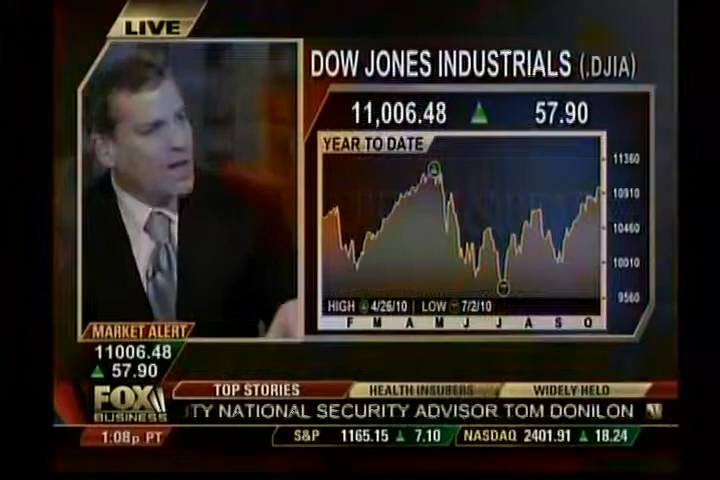 LIVE
DOW JONES INDUSTRIALS (.DJIA)
11,006.48 57.90
YEAR TO DATE
11360
10910
10460
10010
9560
HIGH 4/26/10 LOW 7/2/10
F M A M J J A S O
MARKET ALERT
11006.48
57.90
FOX
BUSINESS
TOP STORIES HEALTH INSURERS WIDELY HELD
ITY NATIONAL SECURITY ADVISOR TOM DONILON
1:08p PT S&P 1165.15 7.10 NASDAQ 2401.91 18.24